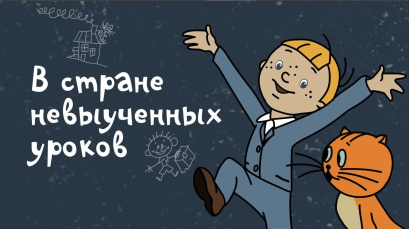 В стране
невыученных
уроков